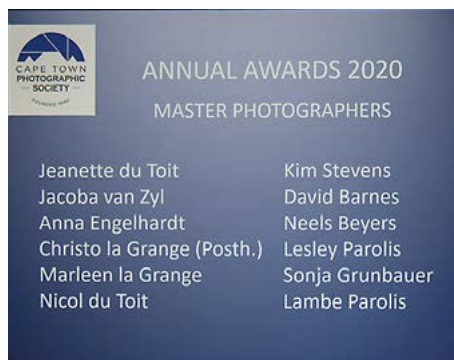 CAPE TOWN
PHOTOGRAPHIC
SOCIETY
FOUNDED 1890
ANNUAL AWARDS 2020
MASTER PHOTOGRAPHERS
Jeanette du Toit
Jacoba van Zyl
Anna Engelhardt
Christo la Grange (Posth.)
Marleen la Grange
Nicol du Toit
Kim Stevens
David Barnes
Neels Beyers
Lesley Parolis
Sonja Grunbauer
Lambe Parolis